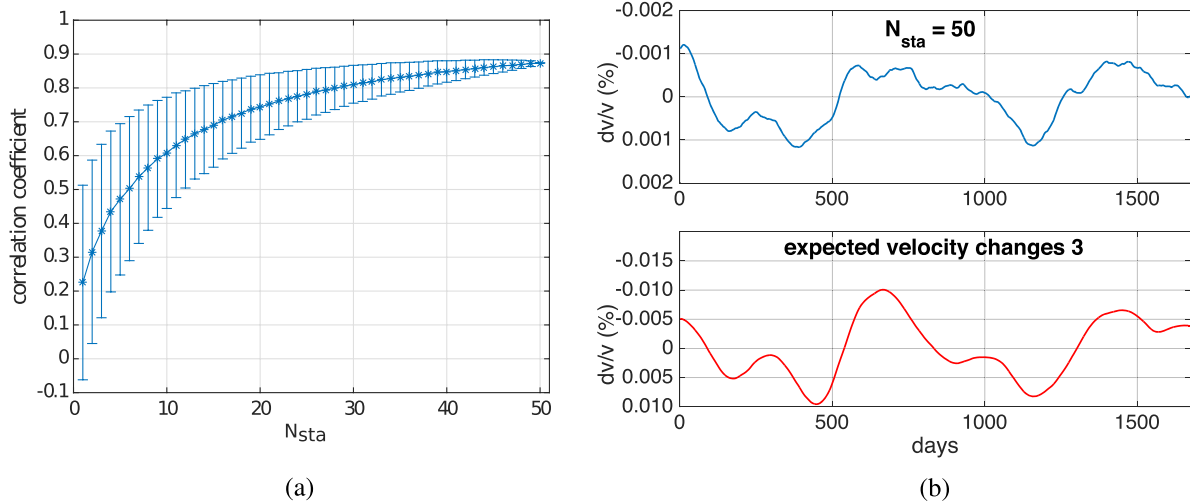 1
0.9
0.8
0.7
0.6
0.5
0.4
0.3
0.2
0.1
0
-0.1
correlation coefficient
0 10 20 30 40 50
Nsta
(a)
-0.002
-0.001
0
0.001
0.002
dv/v (%)
Nsta = 50
0 500 1000 1500
expected velocity changes 3
-0.015
-0.010
-0.005
0
0.005
0.010
dv/v (%)
0 500 1000 1500
days
(b)